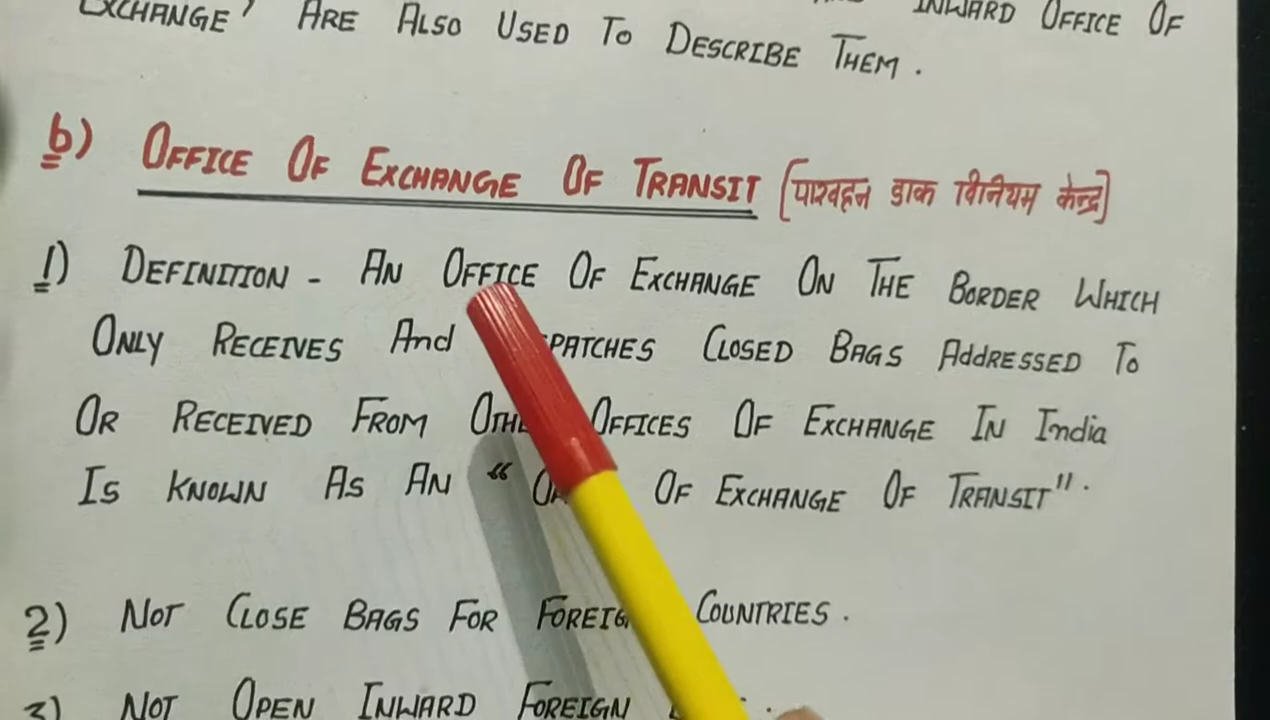 EXCHANGE' ARE ALSO USED TO DESCRIBE THEM. INWARD OFFICE OF
b) OFFICE OF EXCHANGE OF TRANSIT [पारवहन डाक विनियम केन्द्र]
1) DEFINITION - AN OFFICE OF EXCHANGE ON THE BORDER WHICH
ONLY RECEIVES And DISPATCHES CLOSED BAGS AddRESSED TO
OR RECEIVED FROM OTHER OFFICES OF EXCHANGE IN India
IS KNOWN AS AN " OF EXCHANGE OF TRANSIT".
2) NOT CLOSE BAGS FOR FOREIGN COUNTRIES.
3) NOT OPEN INWARD FOREIGN